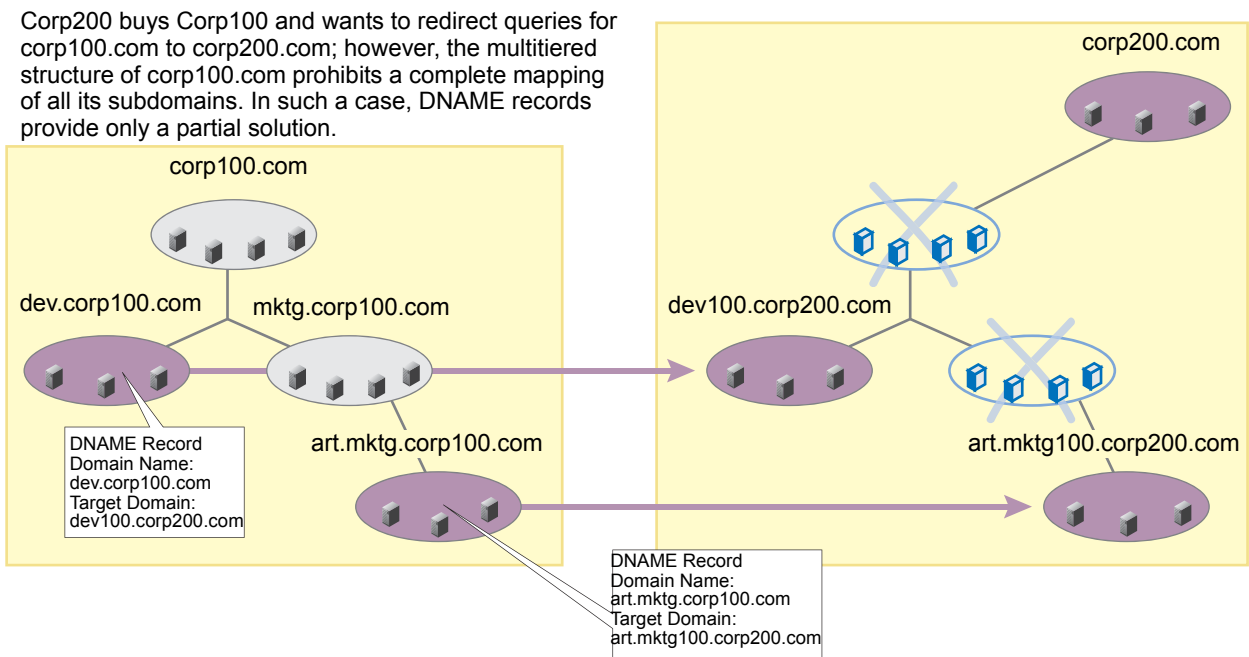 Corp200 buys Corp100 and wants to redirect queries for
corp100.com to corp200.com; however, the multitiered
structure of corp100.com prohibits a complete mapping
of all its subdomains. In such a case, DNAME records
provide only a partial solution.
corp100.com
dev.corp100.com
mktg.corp100.com
art.mktg.corp100.com
DNAME Record
Domain Name:
dev.corp100.com
Target Domain:
dev100.corp200.com
DNAME Record
Domain Name:
art.mktg.corp100.com
Target Domain:
art.mktg100.corp200.com
corp200.com
dev100.corp200.com
art.mktg100.corp200.com